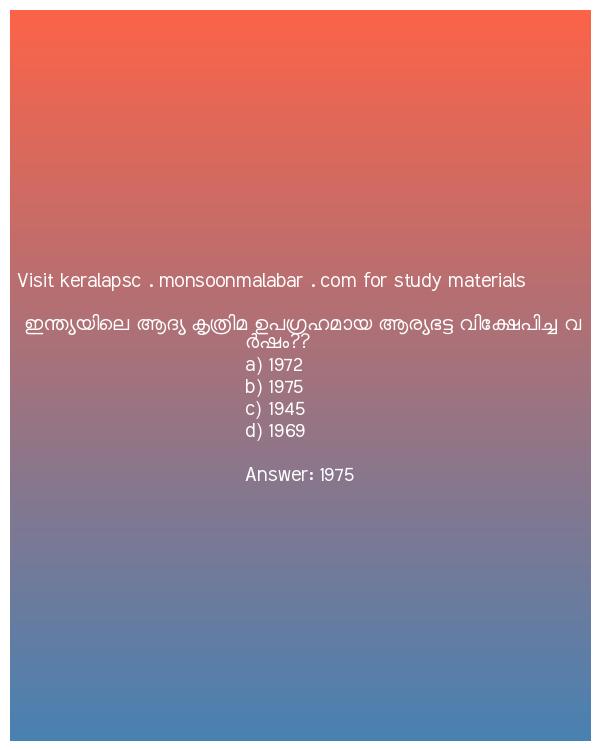 Visit keralapsc . monsoonmalabar . com for study materials
ഇന്ത്യയിലെ ആദ്യ കൃത്രിമ ഉപഗ്രഹമായ ആര്യഭട്ട വിക്ഷേപിച്ച വ
ർഷം??
a) 1972
b) 1975
c) 1945
d) 1969
Answer: 1975